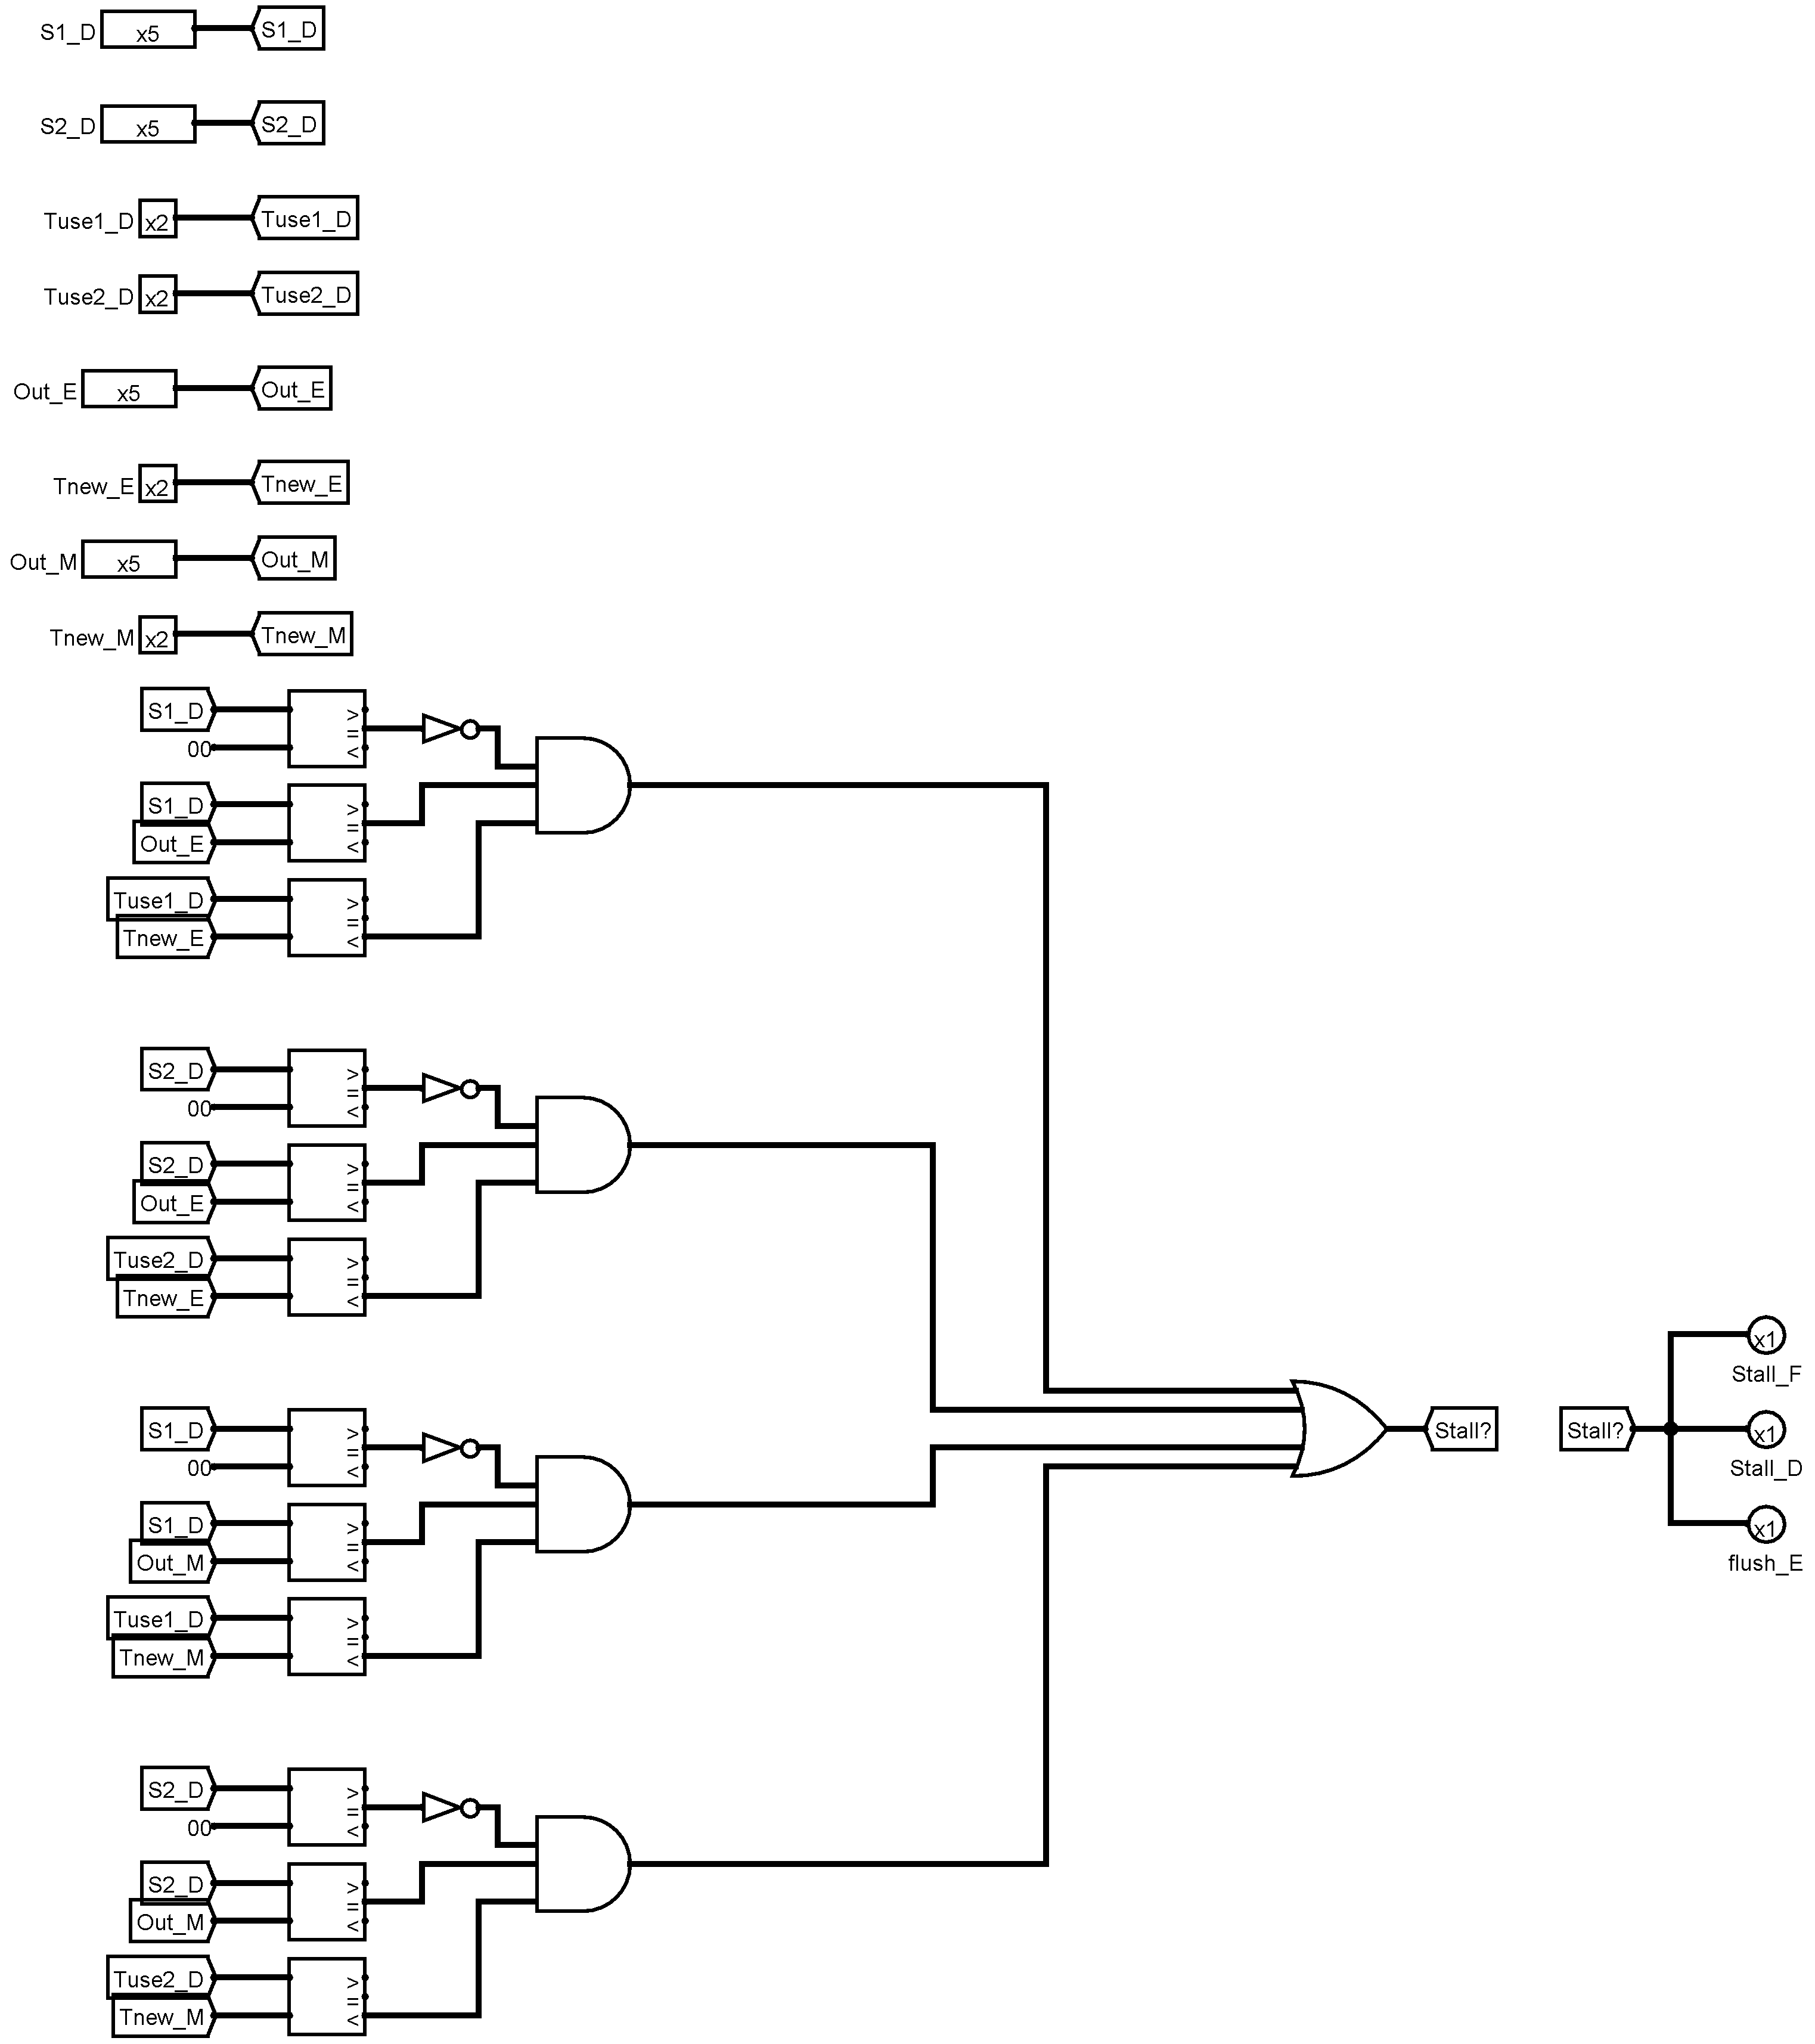 S1_D x5 S1_D
S2_D x5 S2_D
Tuse1_D x2 Tuse1_D
Tuse2_D x2 Tuse2_D
Out_E x5 Out_E
Tnew_E x2 Tnew_E
Out_M x5 Out_M
Tnew_M x2 Tnew_M
S1_D >
=
00 <
S1_D >
=
Out_E <
Tuse1_D >
=
Tnew_E <
S2_D >
=
00 <
S2_D >
=
Out_E <
Tuse2_D >
=
Tnew_E <
S1_D >
=
00 <
S1_D >
=
Out_M <
Tuse1_D >
=
Tnew_M <
S2_D >
=
00 <
S2_D >
=
Out_M <
Tuse2_D >
=
Tnew_M <
Stall?
Stall?
x1
Stall_F
x1
Stall_D
x1
flush_E